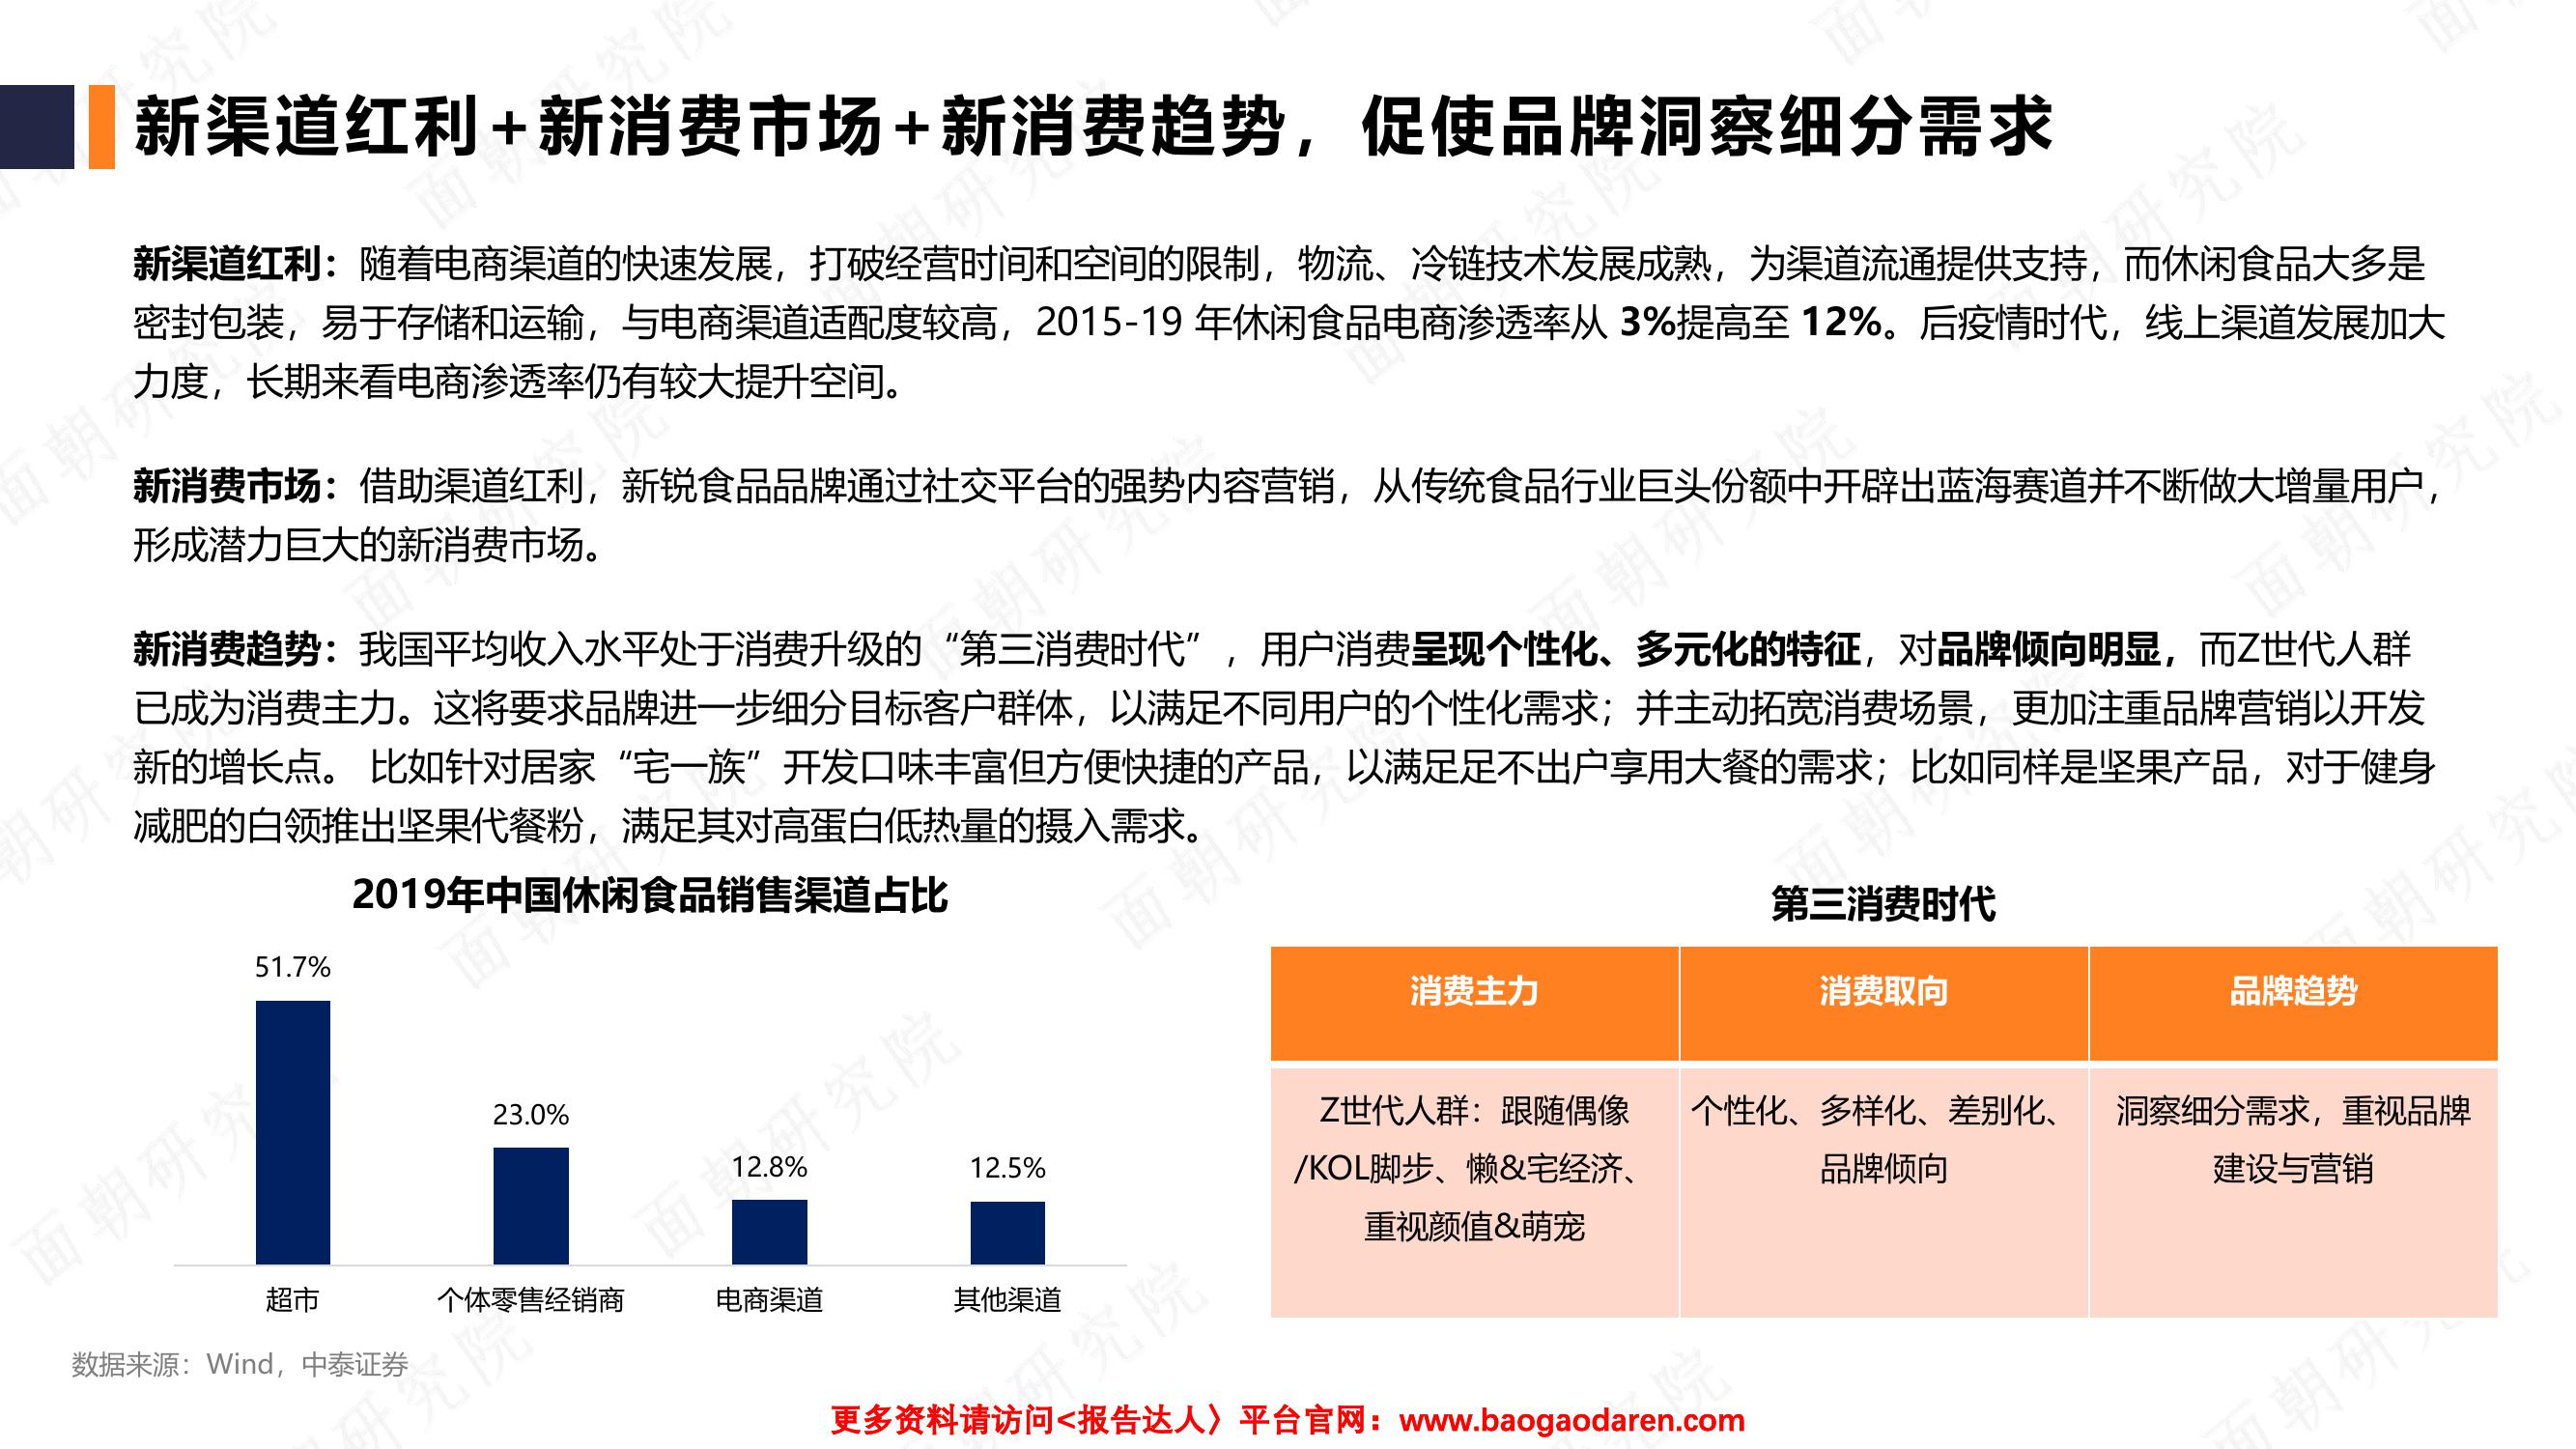 新渠道红利+新消费市场+新消费趋势，促使品牌洞察细分需求
新渠道红利：随着电商渠道的快速发展，打破经营时间和空间的限制，物流、冷链技术发展成熟，为渠道流通提供支持，而休闲食品大多是
密封包装，易于存储和运输，与电商渠道适配度较高，2015-19 年休闲食品电商渗透率从 3%提高至 12%。后疫情时代，线上渠道发展加大
力度，长期来看电商渗透率仍有较大提升空间。
新消费市场：借助渠道红利，新锐食品品牌通过社交平台的强势内容营销，从传统食品行业巨头份额中开辟出蓝海赛道并不断做大增量用户，
形成潜力巨大的新消费市场。
新消费趋势：我国平均收入水平处于消费升级的“第三消费时代”，用户消费呈现个性化、多元化的特征，对品牌倾向明显，而Z世代人群
已成为消费主力。这将要求品牌进一步细分目标客户群体，以满足不同用户的个性化需求；并主动拓宽消费场景，更加注重品牌营销以开发
新的增长点。 比如针对居家“宅一族”开发口味丰富但方便快捷的产品，以满足足不出户享用大餐的需求；比如同样是坚果产品，对于健身
减肥的白领推出坚果代餐粉，满足其对高蛋白低热量的摄入需求。
2019年中国休闲食品销售渠道占比
51.7%
23.0%
12.8%
12.5%
超市
个体零售经销商
电商渠道
其他渠道
第三消费时代
消费主力
消费取向
品牌趋势
Z世代人群：跟随偶像
/KOL脚步、懒&宅经济、
重视颜值&萌宠
个性化、多样化、差别化、
品牌倾向
洞察细分需求，重视品牌
建设与营销
数据来源：Wind，中泰证券
更多资料请访问<报告达人〉平台官网：www.baogaodaren.com
面朝研究院